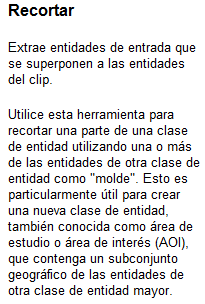 Recortar
Extrae entidades de entrada que
se superponen a las entidades
del clip.
Utilice esta herramienta para
recortar una parte de una clase
de entidad utilizando una o más
de las entidades de otra clase de
entidad como "molde". Esto es
particularmente útil para crear
una nueva clase de entidad,
también conocida como área de
estudio o área de interés (AOI),
que contenga un subconjunto
geográfico de las entidades de
otra clase de entidad mayor.